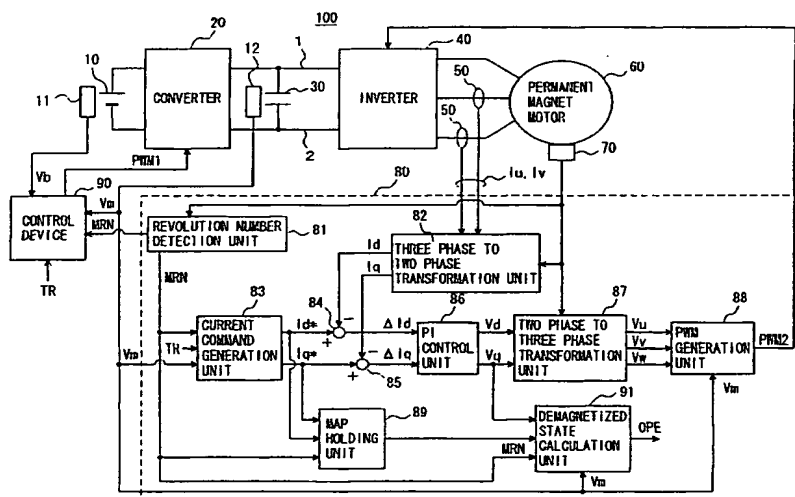 100
20
10
11
12
1
40
30
50
50
60
2
CONVERTER
INVERTER
PERMANENT
MAGNET
MOTOR
70
PWM1
Vb
90
80
Iu, Iv
Vm
MRN
CONTROL
DEVICE
TR
REVOLUTION NUMBER
DETECTION UNIT
81
82
THREE PHASE TO
TWO PHASE
TRANSFORMATION
UNIT
Id
Iq
MRN
83
CURRENT
COMMAND
GENERATION
UNIT
TR
Vm
Id*
Iq*
84
−
+
ΔId
−
+
85
ΔIq
86
PI
CONTROL
UNIT
Vd
Vq
87
TWO PHASE TO
THREE PHASE
TRANSFORMATION
UNIT
Vu
Vv
Vw
88
PWM
GENERATION
UNIT
PWM2
Vm
89
MAP
HOLDING
UNIT
MRN
91
DEMAGNETIZED
STATE
CALCULATION
UNIT
OPE
Vm